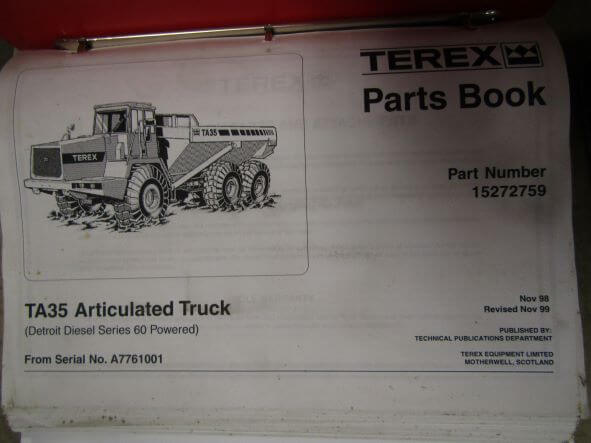 TEREX
Parts Book
TA35
TEREX
Part Number
15272759
TA35 Articulated Truck
(Detroit Diesel Series 60 Powered)
From Serial No. A7761001
Nov 98
Revised Nov 99
PUBLISHED BY:
TECHNICAL PUBLICATIONS DEPARTMENT
TEREX EQUIPMENT LIMITED
MOTHERWELL, SCOTLAND